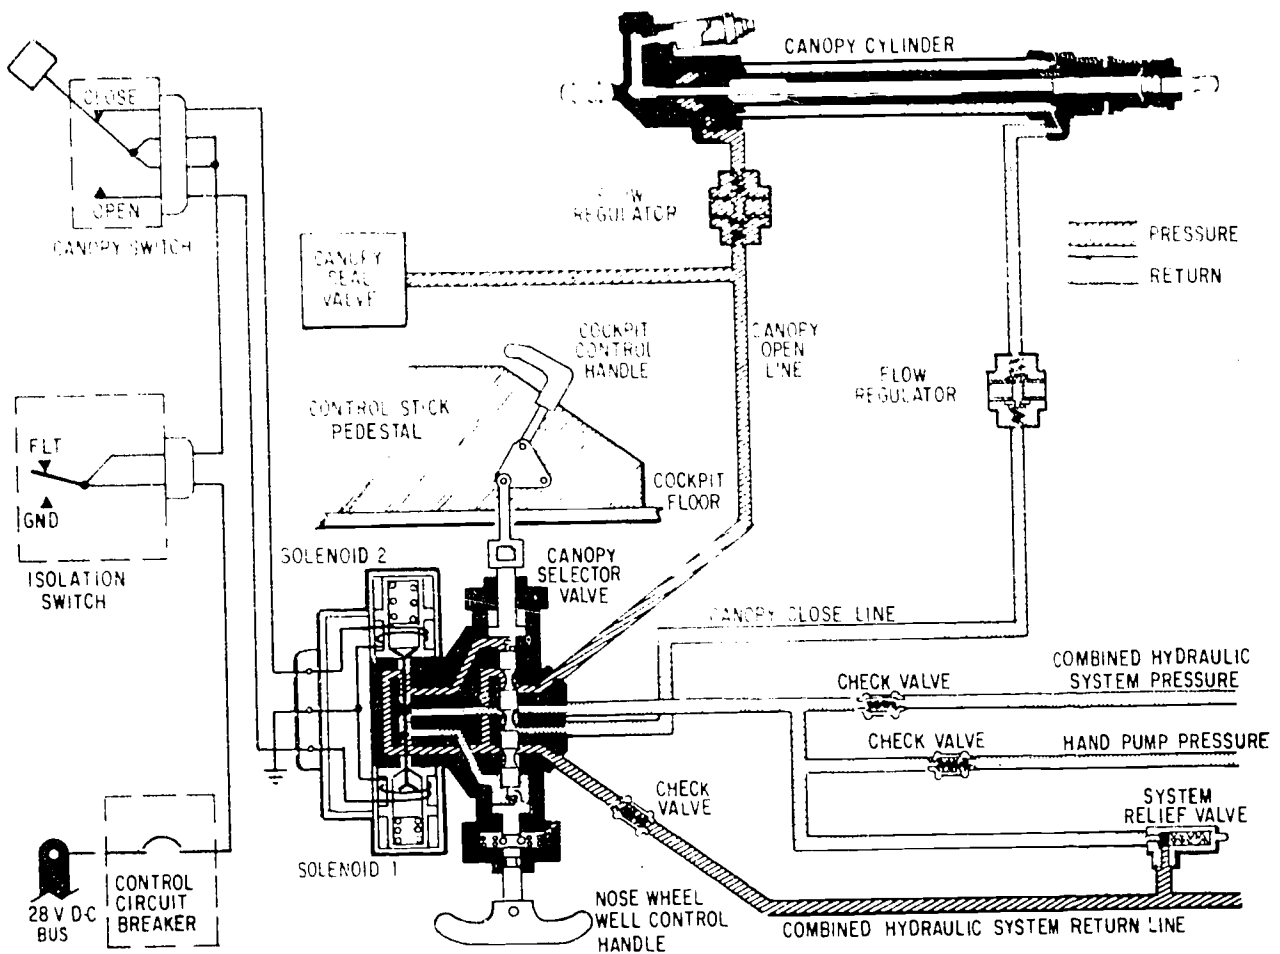 CANOPY CYLINDER
CLOSE
OPEN
CANOPY SWITCH
FLOW
REGULATOR
PRESSURE
RETURN
CANOPY
SEAL
VALVE
COCKPIT
CONTROL
HANDLE
CANOPY
OPEN
LINE
FLOW
REGULATOR
CONTROL STICK
PEDESTAL
FLT
GND
ISOLATION
SWITCH
COCKPIT
FLOOR
SOLENOID 2
CANOPY
SELECTOR
VALVE
CANOPY CLOSE LINE
COMBINED HYDRAULIC
SYSTEM PRESSURE
CHECK VALVE
CHECK VALVE
HAND PUMP PRESSURE
CHECK
VALVE
SYSTEM
RELIEF VALVE
SOLENOID 1
28 V D-C
BUS
CONTROL
CIRCUIT
BREAKER
NOSE WHEEL
WELL CONTROL
HANDLE
COMBINED HYDRAULIC SYSTEM RETURN LINE